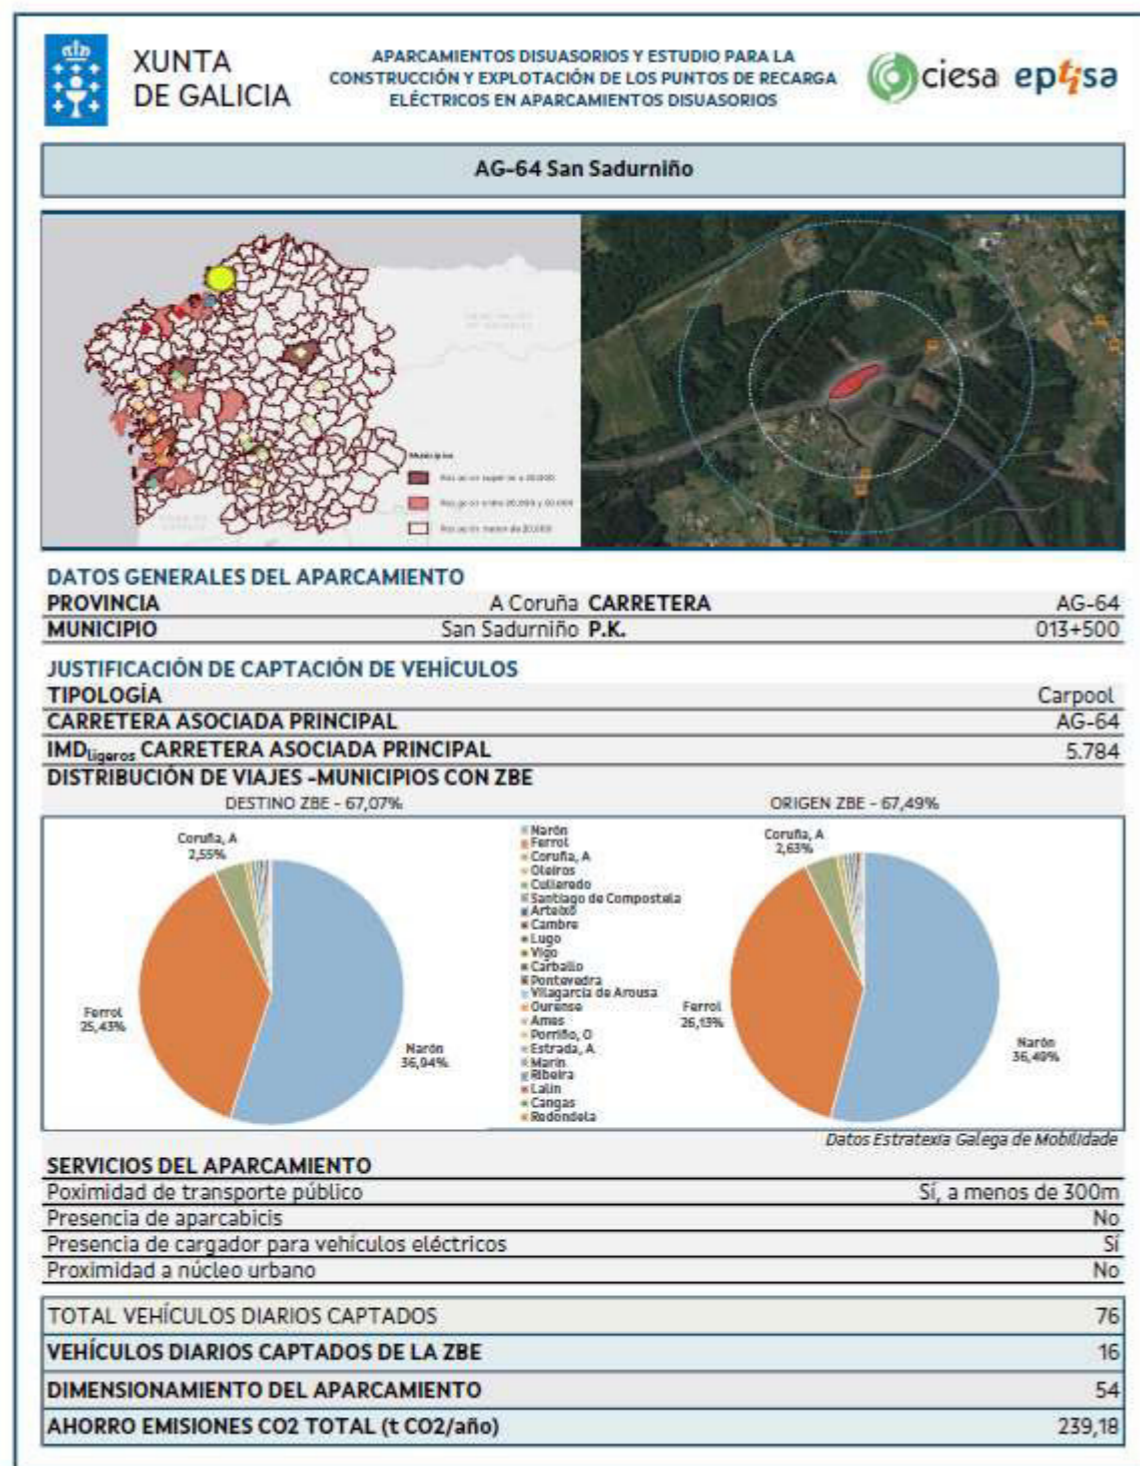 XUNTA
DE GALICIA
APARCAMIENTOS DISUASORIOS Y ESTUDIO PARA LA
CONSTRUCCIÓN Y EXPLOTACIÓN DE LOS PUNTOS DE RECARGA
ELÉCTRICOS EN APARCAMIENTOS DISUASORIOS
ciesa eptisa
AG-64 San Sadurniño
Municipios
DATOS GENERALES DEL APARCAMIENTO
PROVINCIA A Coruña CARRETERA AG-64
MUNICIPIO San Sadurniño P.K. 013+500
JUSTIFICACIÓN DE CAPTACIÓN DE VEHÍCULOS
TIPOLOGÍA Carpool
CARRETERA ASOCIADA PRINCIPAL AG-64
IMDligeros CARRETERA ASOCIADA PRINCIPAL 5.784
DISTRIBUCIÓN DE VIAJES -MUNICIPIOS CON ZBE
DESTINO ZBE - 67,07% ORIGEN ZBE - 67,49%
Coruña, A
2,55%
Ferrol
25,43%
Narón
36,94%
Narón
Ferrol
Coruña, A
Oleiros
Culleredo
Santiago de Compostela
Arteixo
Cambre
Lugo
Vigo
Carballo
Pontevedra
Vilagarcía de Arousa
Ourense
Ames
Porriño, O
Estrada, A
Marín
Ribeira
Lalín
Cangas
Redondela
Coruña, A
2,63%
Ferrol
26,13%
Narón
36,49%
Datos Estratexia Galega de Mobilidade
SERVICIOS DEL APARCAMIENTO
Poximidad de transporte público Sí, a menos de 300m
Presencia de aparcabicis No
Presencia de cargador para vehículos eléctricos Sí
Proximidad a núcleo urbano No
TOTAL VEHÍCULOS DIARIOS CAPTADOS 76
VEHÍCULOS DIARIOS CAPTADOS DE LA ZBE 16
DIMENSIONAMIENTO DEL APARCAMIENTO 54
AHORRO EMISIONES CO2 TOTAL (t CO2/año) 239,18